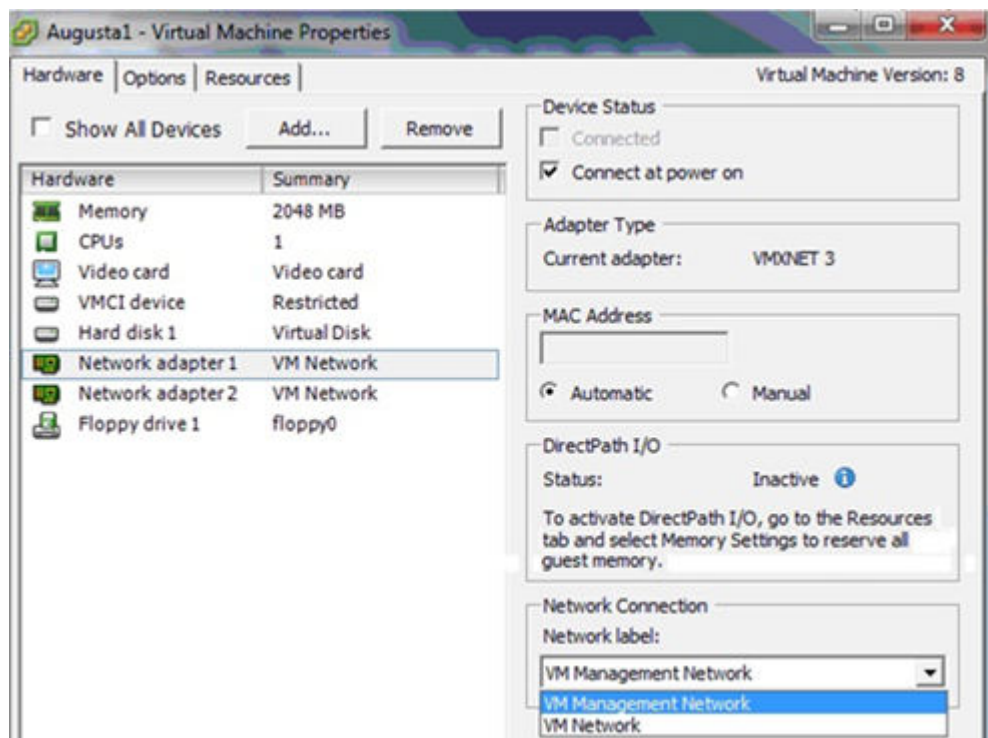 Augusta1 - Virtual Machine Properties
Hardware Options Resources
Virtual Machine Version: 8
Show All Devices
Add...
Remove
Hardware Summary
Memory 2048 MB
CPUs 1
Video card Video card
VMCI device Restricted
Hard disk 1 Virtual Disk
Network adapter 1 VM Network
Network adapter 2 VM Network
Floppy drive 1 floppy0
Device Status
Connected
Connect at power on
Adapter Type
Current adapter: VMXNET 3
MAC Address
Automatic Manual
DirectPath I/O
Status: Inactive
To activate DirectPath I/O, go to the Resources
tab and select Memory Settings to reserve all
guest memory.
Network Connection
Network label:
VM Management Network
VM Management Network
VM Network